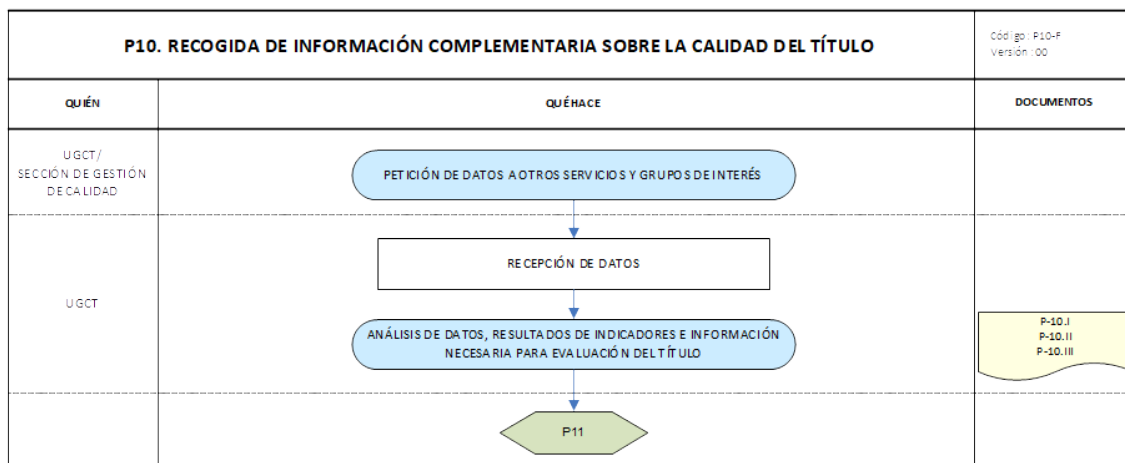 P10. RECOGIDA DE INFORMACIÓN COMPLEMENTARIA SOBRE LA CALIDAD DEL TÍTULO
Código: P10-F
Versión: 00
QUIÉN
QUÉ HACE
DOCUMENTOS
UGCT/
SECCIÓN DE GESTIÓN
DE CALIDAD
PETICIÓN DE DATOS A OTROS SERVICIOS Y GRUPOS DE INTERÉS
RECEPCIÓN DE DATOS
UGCT
ANÁLISIS DE DATOS, RESULTADOS DE INDICADORES E INFORMACIÓN
NECESARIA PARA EVALUACIÓN DEL TÍTULO
P-10.I
P-10.II
P-10.III
P11